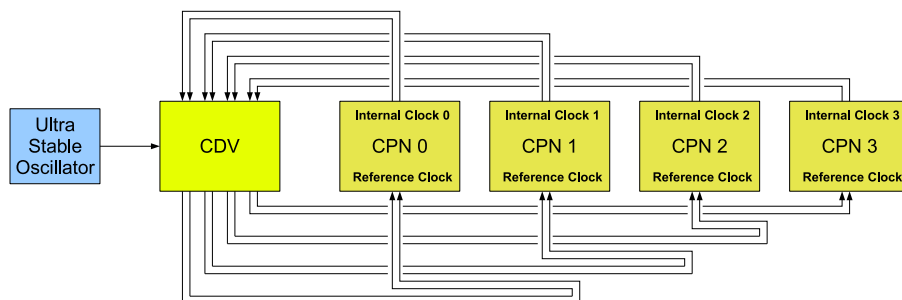 Ultra
Stable
Oscillator
CDV
Internal Clock 0
CPN 0
Reference Clock
Internal Clock 1
CPN 1
Reference Clock
Internal Clock 2
CPN 2
Reference Clock
Internal Clock 3
CPN 3
Reference Clock